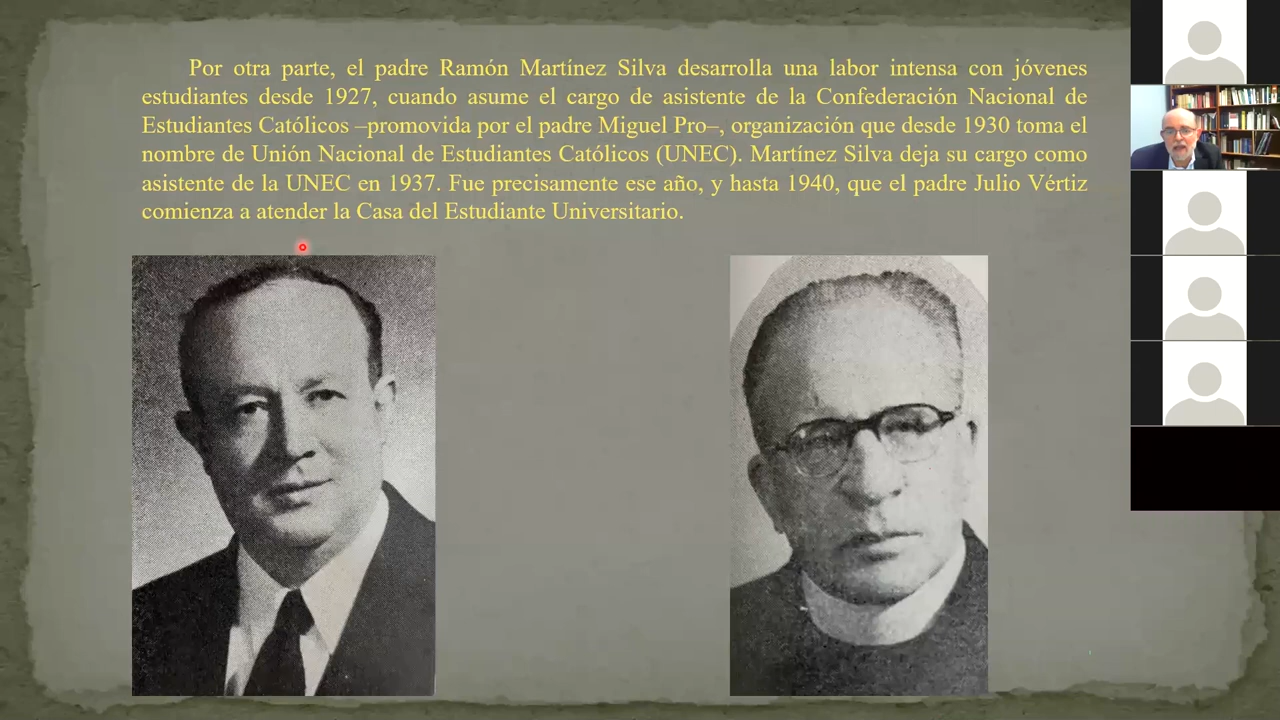 Por otra parte, el padre Ramón Martínez Silva desarrolla una labor intensa con jóvenes
estudiantes desde 1927, cuando asume el cargo de asistente de la Confederación Nacional de
Estudiantes Católicos –promovida por el padre Miguel Pro–, organización que desde 1930 toma el
nombre de Unión Nacional de Estudiantes Católicos (UNEC). Martínez Silva deja su cargo como
asistente de la UNEC en 1937. Fue precisamente ese año, y hasta 1940, que el padre Julio Vértiz
comienza a atender la Casa del Estudiante Universitario.